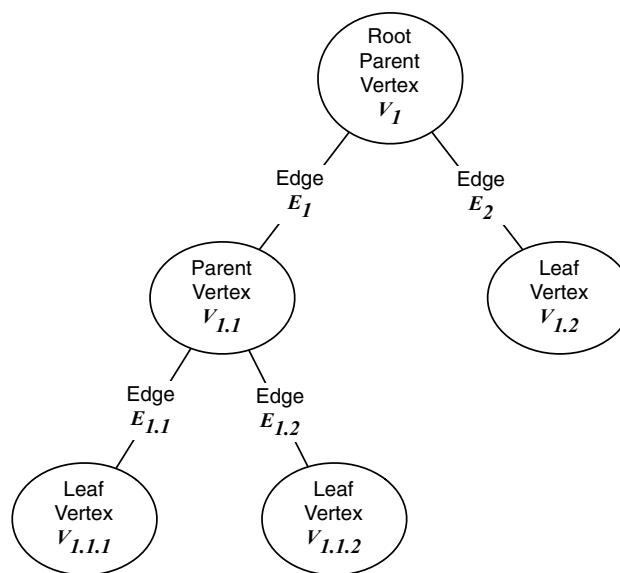 Root
Parent
Vertex
V1
Edge
E1
Edge
E2
Parent
Vertex
V1.1
Leaf
Vertex
V1.2
Edge
E1.1
Edge
E1.2
Leaf
Vertex
V1.1.1
Leaf
Vertex
V1.1.2